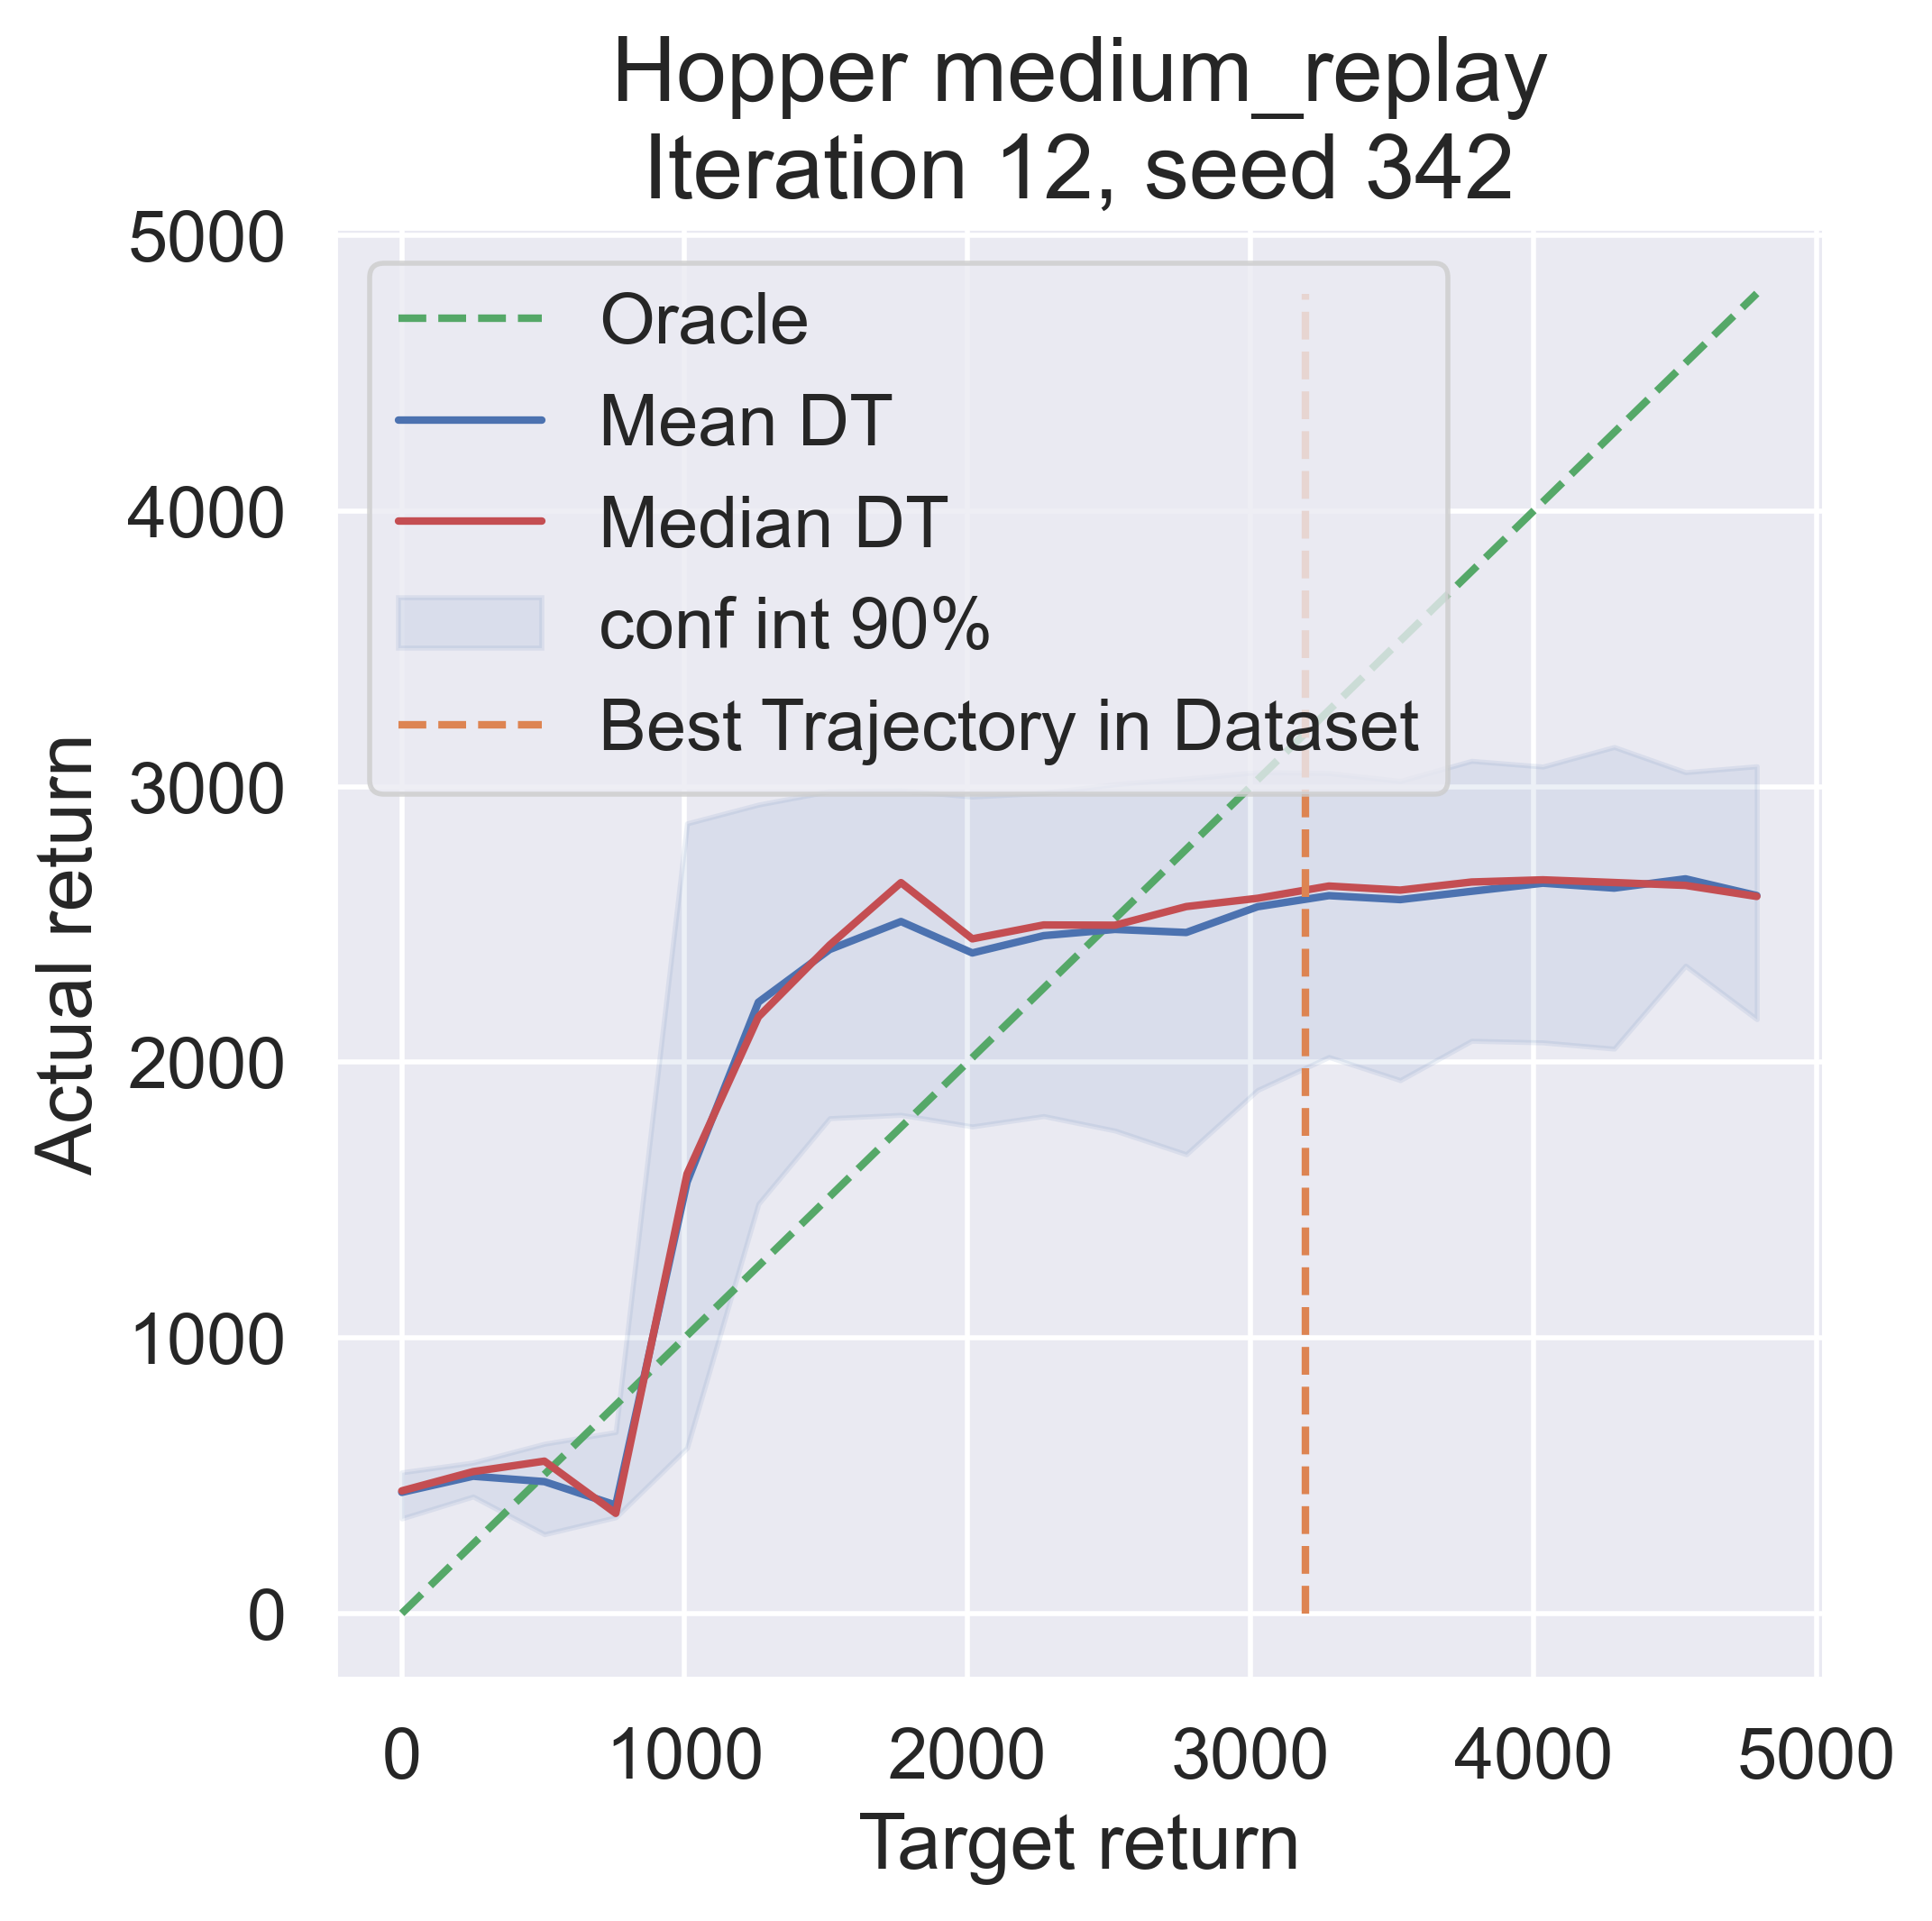 Hopper medium_replay
Iteration 12, seed 342
5000
4000
3000
2000
1000
0
Actual return
Oracle
Mean DT
Median DT
conf int 90%
Best Trajectory in Dataset
0 1000 2000 3000 4000 5000
Target return